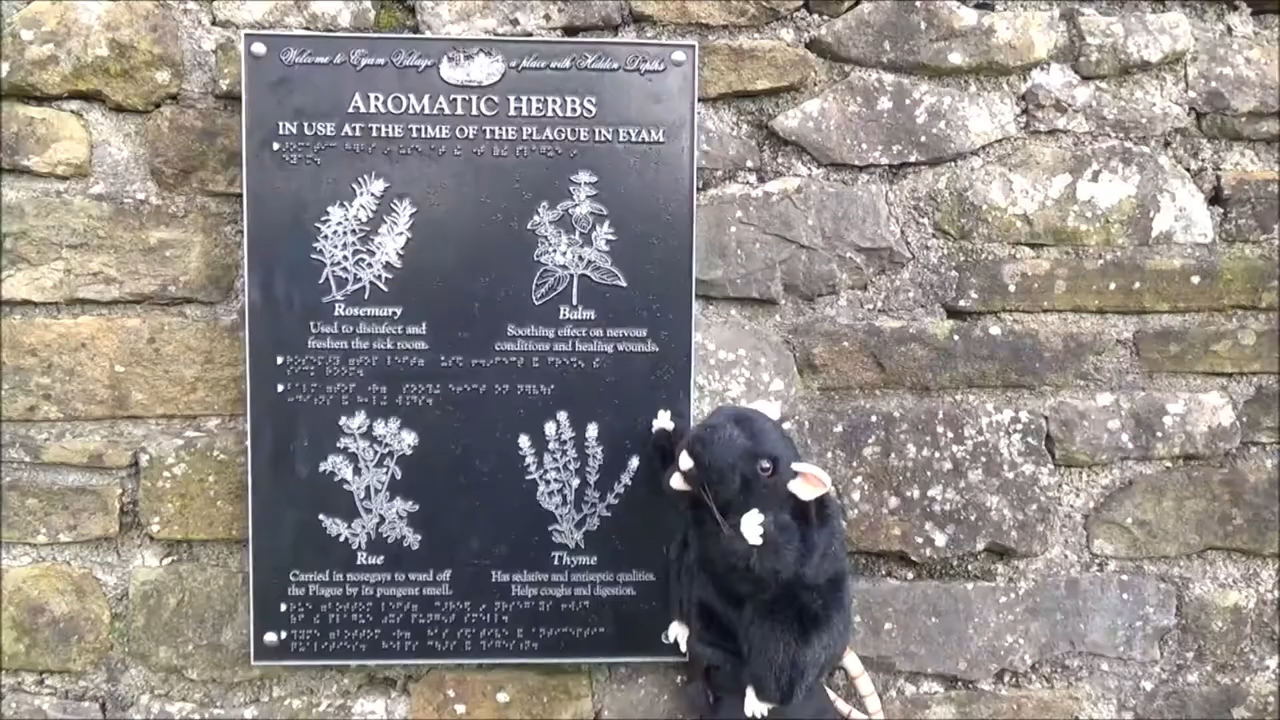 Welcome to Eyam Village a place with Hidden Depths
AROMATIC HERBS
IN USE AT THE TIME OF THE PLAGUE IN EYAM
Rosemary
Used to disinfect and
freshen the sick room.
Balm
Soothing effect on nervous
conditions and healing wounds.
Rue
Carried in nosegays to ward off
the Plague by its pungent smell.
Thyme
Has sedative and antiseptic qualities.
Helps coughs and digestion.